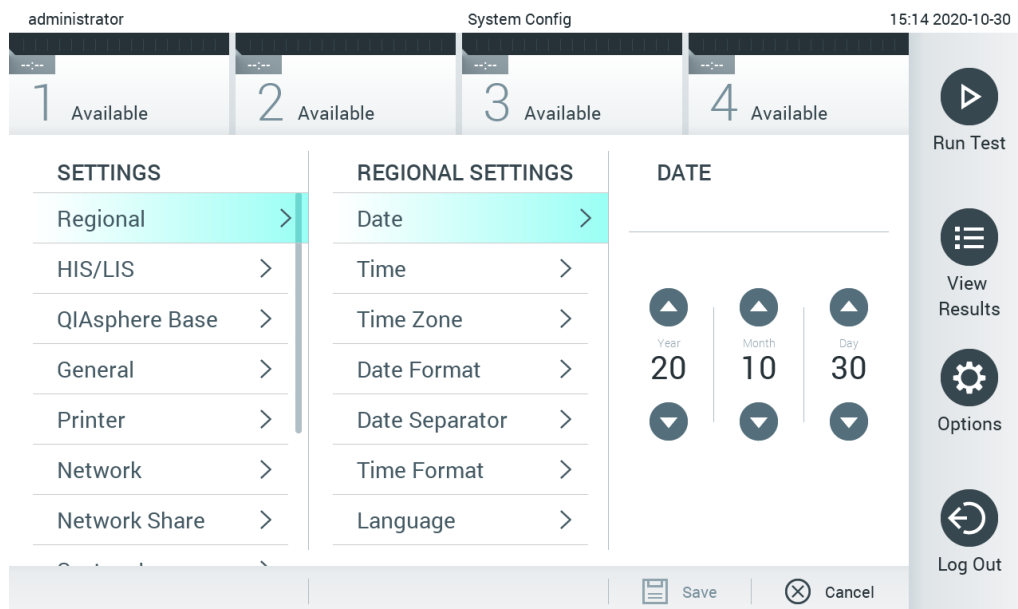 administrator
System Config
15:14 2020-10-30
--:--
1 Available
--:--
2 Available
--:--
3 Available
--:--
4 Available
SETTINGS
Regional
HIS/LIS
QIAsphere Base
General
Printer
Network
Network Share
REGIONAL SETTINGS
Date
Time
Time Zone
Date Format
Date Separator
Time Format
Language
DATE
Year
20
Month
10
Day
30
Save
Cancel
Run Test
View
Results
Options
Log Out